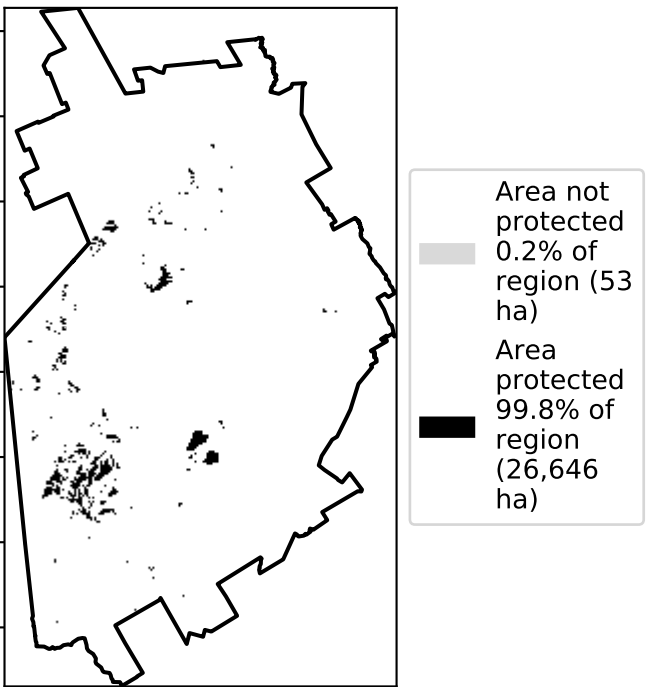 Area not
protected
0.2% of
region (53
ha)
Area
protected
99.8% of
region
(26,646
ha)